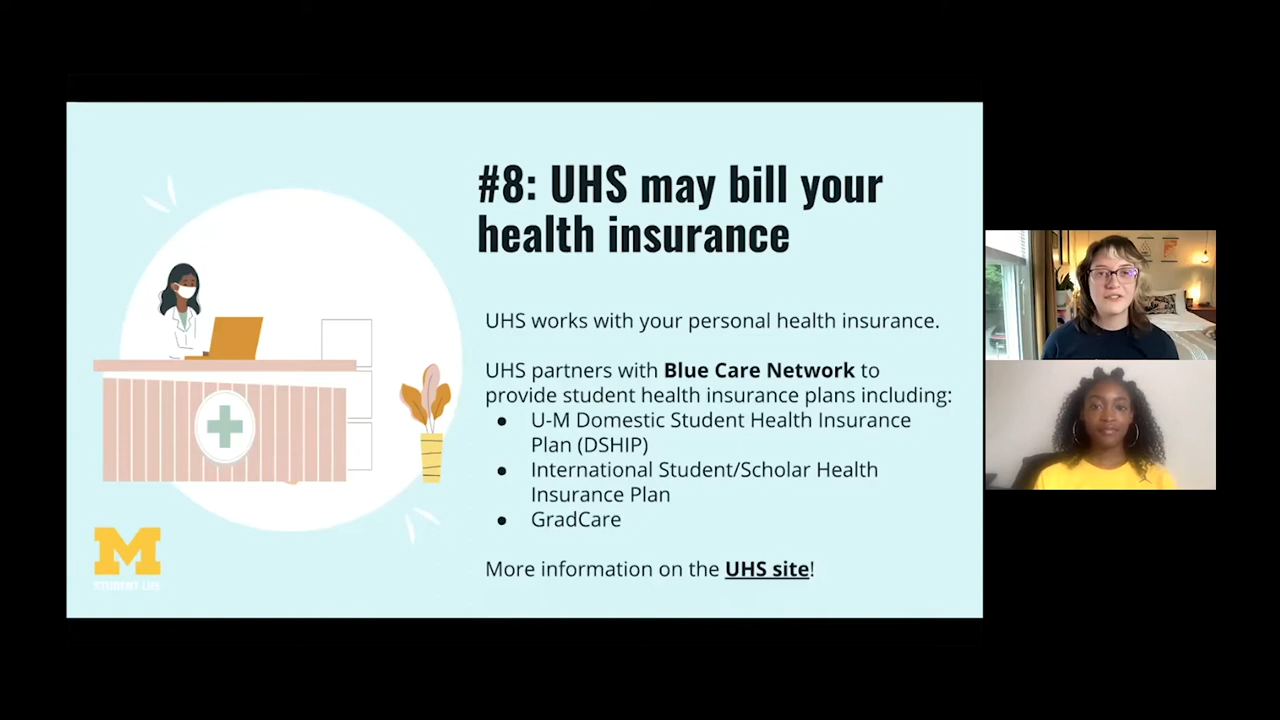 #8: UHS may bill your
health insurance
UHS works with your personal health insurance.
UHS partners with Blue Care Network to
provide student health insurance plans including:
● U-M Domestic Student Health Insurance
Plan (DSHIP)
● International Student/Scholar Health
Insurance Plan
● GradCare
More information on the UHS site!
M
STUDENT LIFE